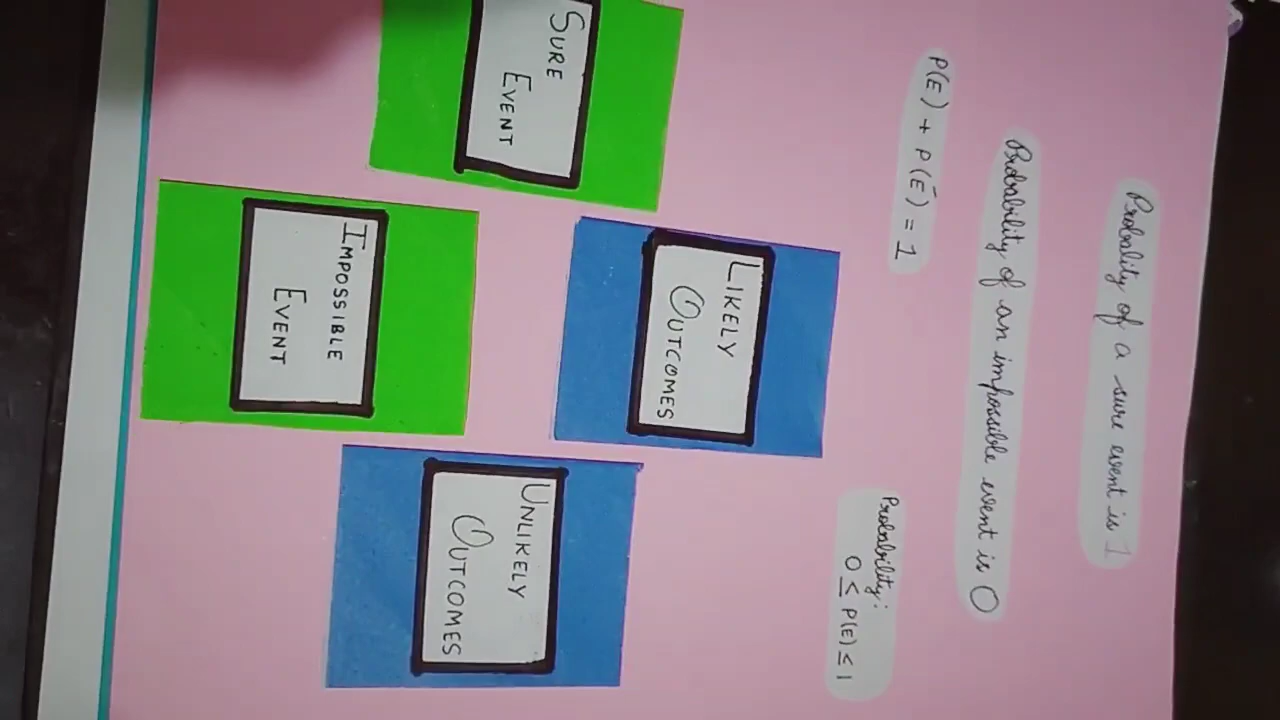 Probality of a sure event is 1
Probability of an impossible event is 0
P(E) + P(Ē) = 1
Probability:
0 ≤ P(E) ≤ 1
LIKELY
OUTCOMES
SURE
EVENT
UNLIKELY
OUTCOMES
IMPOSSIBLE
EVENT